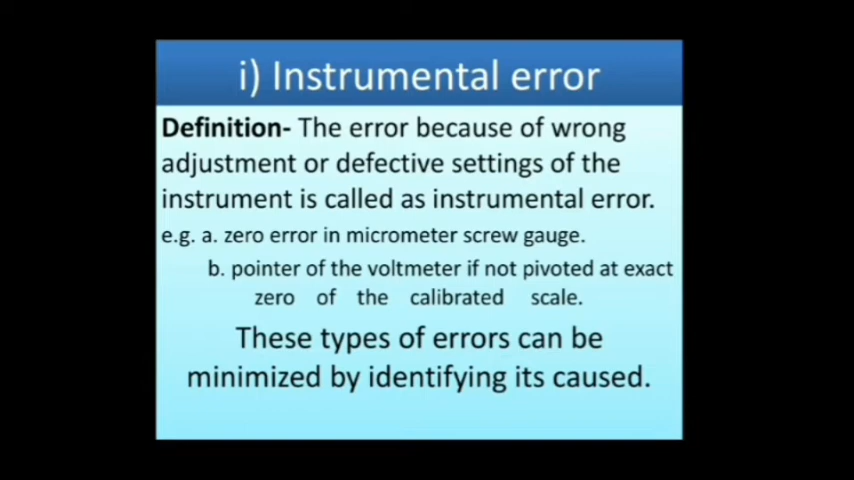 i) Instrumental error
Definition- The error because of wrong
adjustment or defective settings of the
instrument is called as instrumental error.
e.g. a. zero error in micrometer screw gauge.
b. pointer of the voltmeter if not pivoted at exact
zero of the calibrated scale.
These types of errors can be
minimized by identifying its caused.